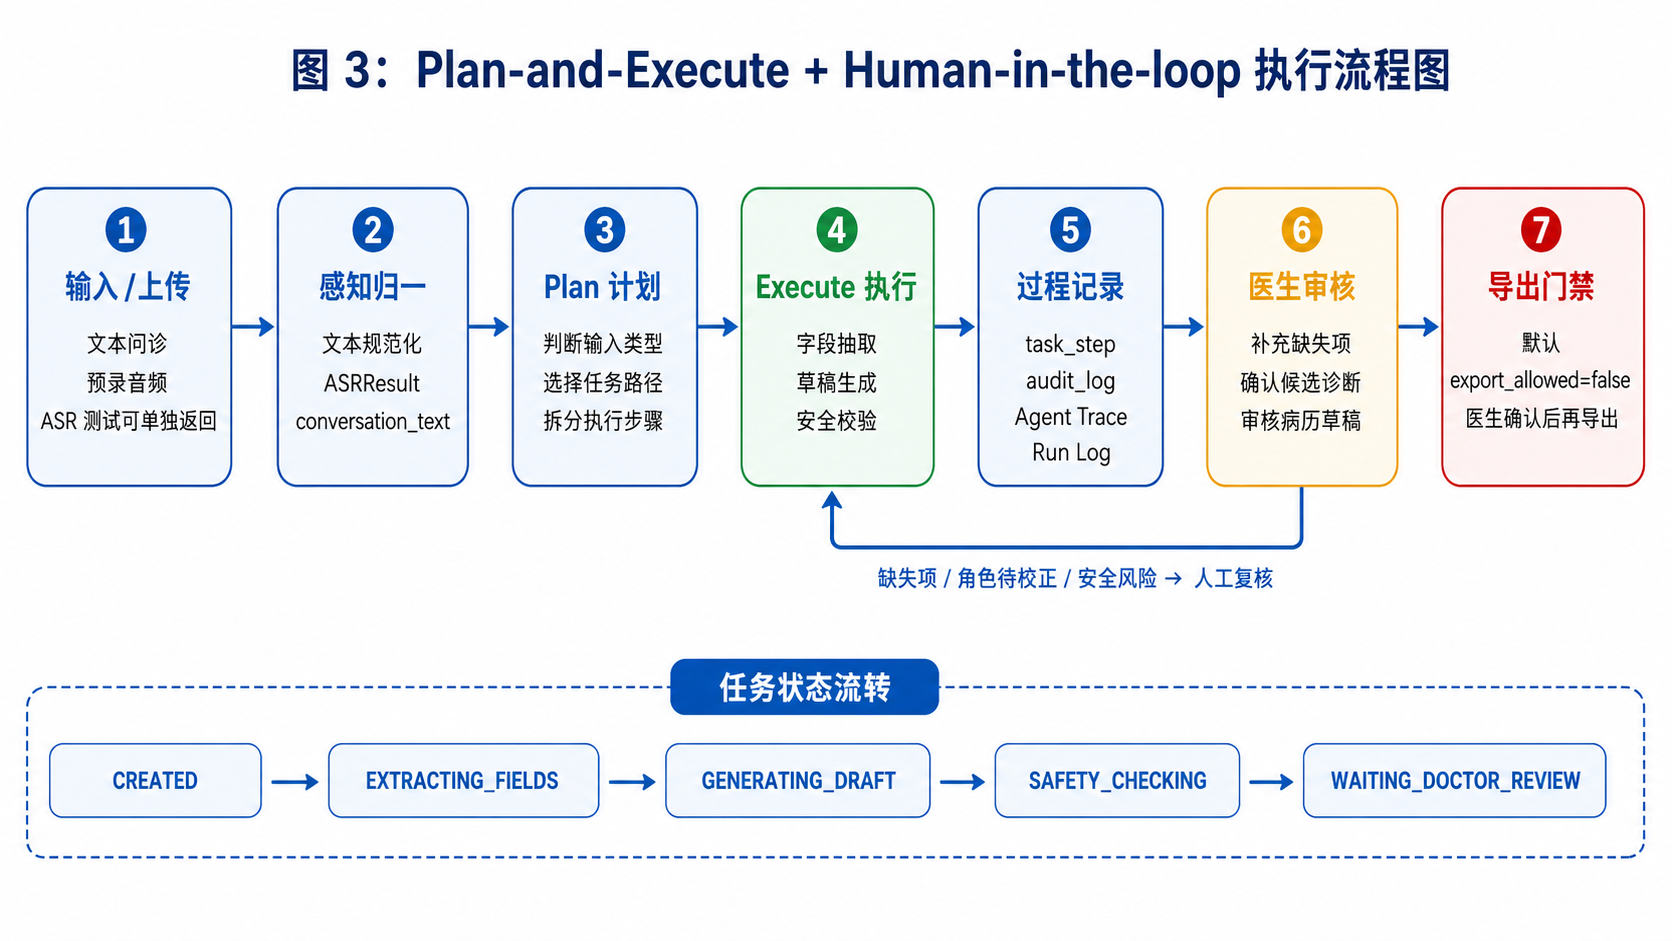 图 3：Plan-and-Execute + Human-in-the-loop 执行流程图
1
输入 / 上传
文本问诊
预录音频
ASR 测试可单独返回
2
感知归一
文本规范化
ASRResult
conversation_text
3
Plan 计划
判断输入类型
选择任务路径
拆分执行步骤
4
Execute 执行
字段抽取
草稿生成
安全校验
5
过程记录
task_step
audit_log
Agent Trace
Run Log
6
医生审核
补充缺失项
确认候选诊断
审核病历草稿
7
导出门禁
默认
export_allowed=false
医生确认后再导出
缺失项 / 角色待校正 / 安全风险 → 人工复核
任务状态流转
CREATED
EXTRACTING_FIELDS
GENERATING_DRAFT
SAFETY_CHECKING
WAITING_DOCTOR_REVIEW